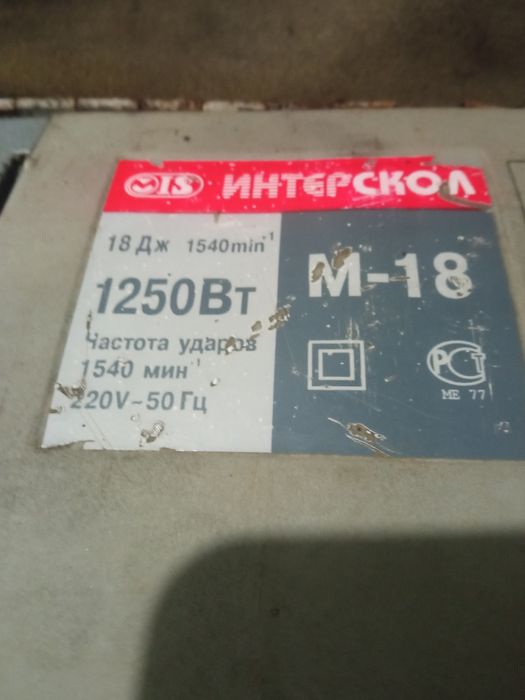 IS ИНТЕРСКОЛ
18 Дж 1540min⁻¹
1250Вт
Частота ударов
1540 мин⁻¹
220V~50 Гц
М-18
РСТ
МЕ 77